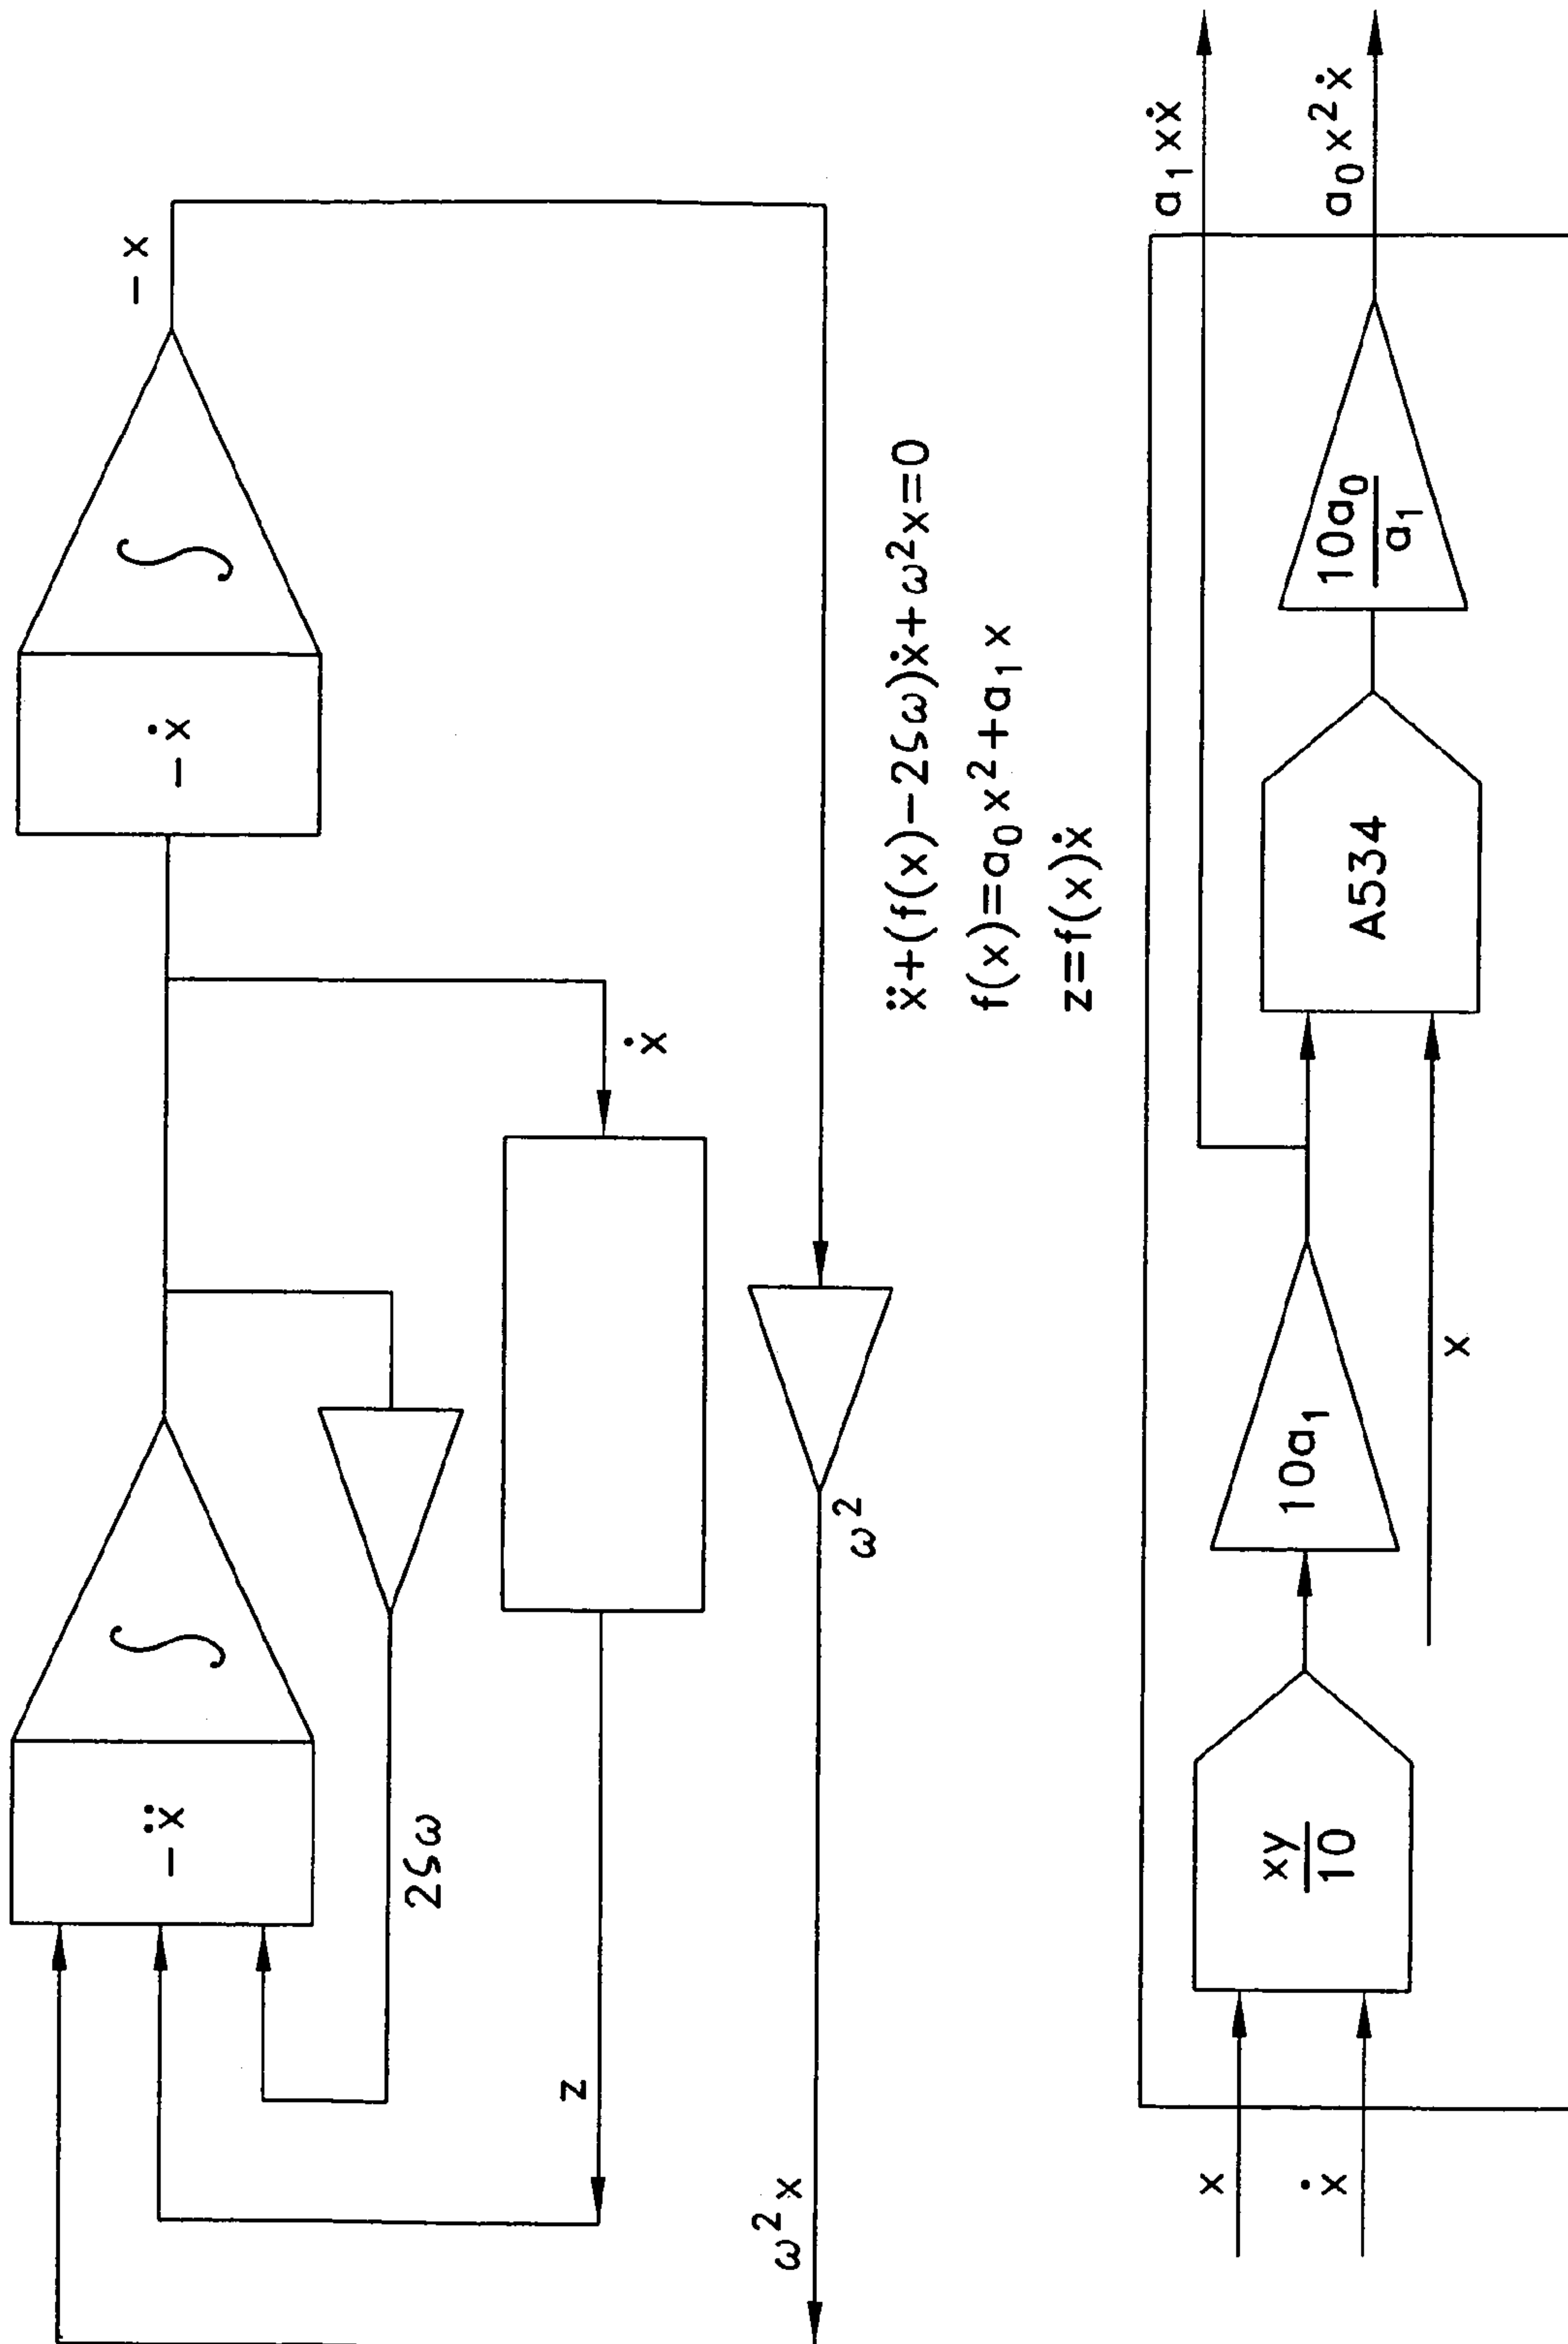 −x
∫
−ẋ
ẋ
∫
−ẍ
2ζω
z
ω²
ω²x
ẍ+(f(x)−2ζω)ẋ+ω²x=0
f(x)=a₀x²+a₁x
z=f(x)ẋ
x
ẋ
xy
10
10a₁
x
A534
10a₀
a₁
a₁xẋ
a₀x²ẋ